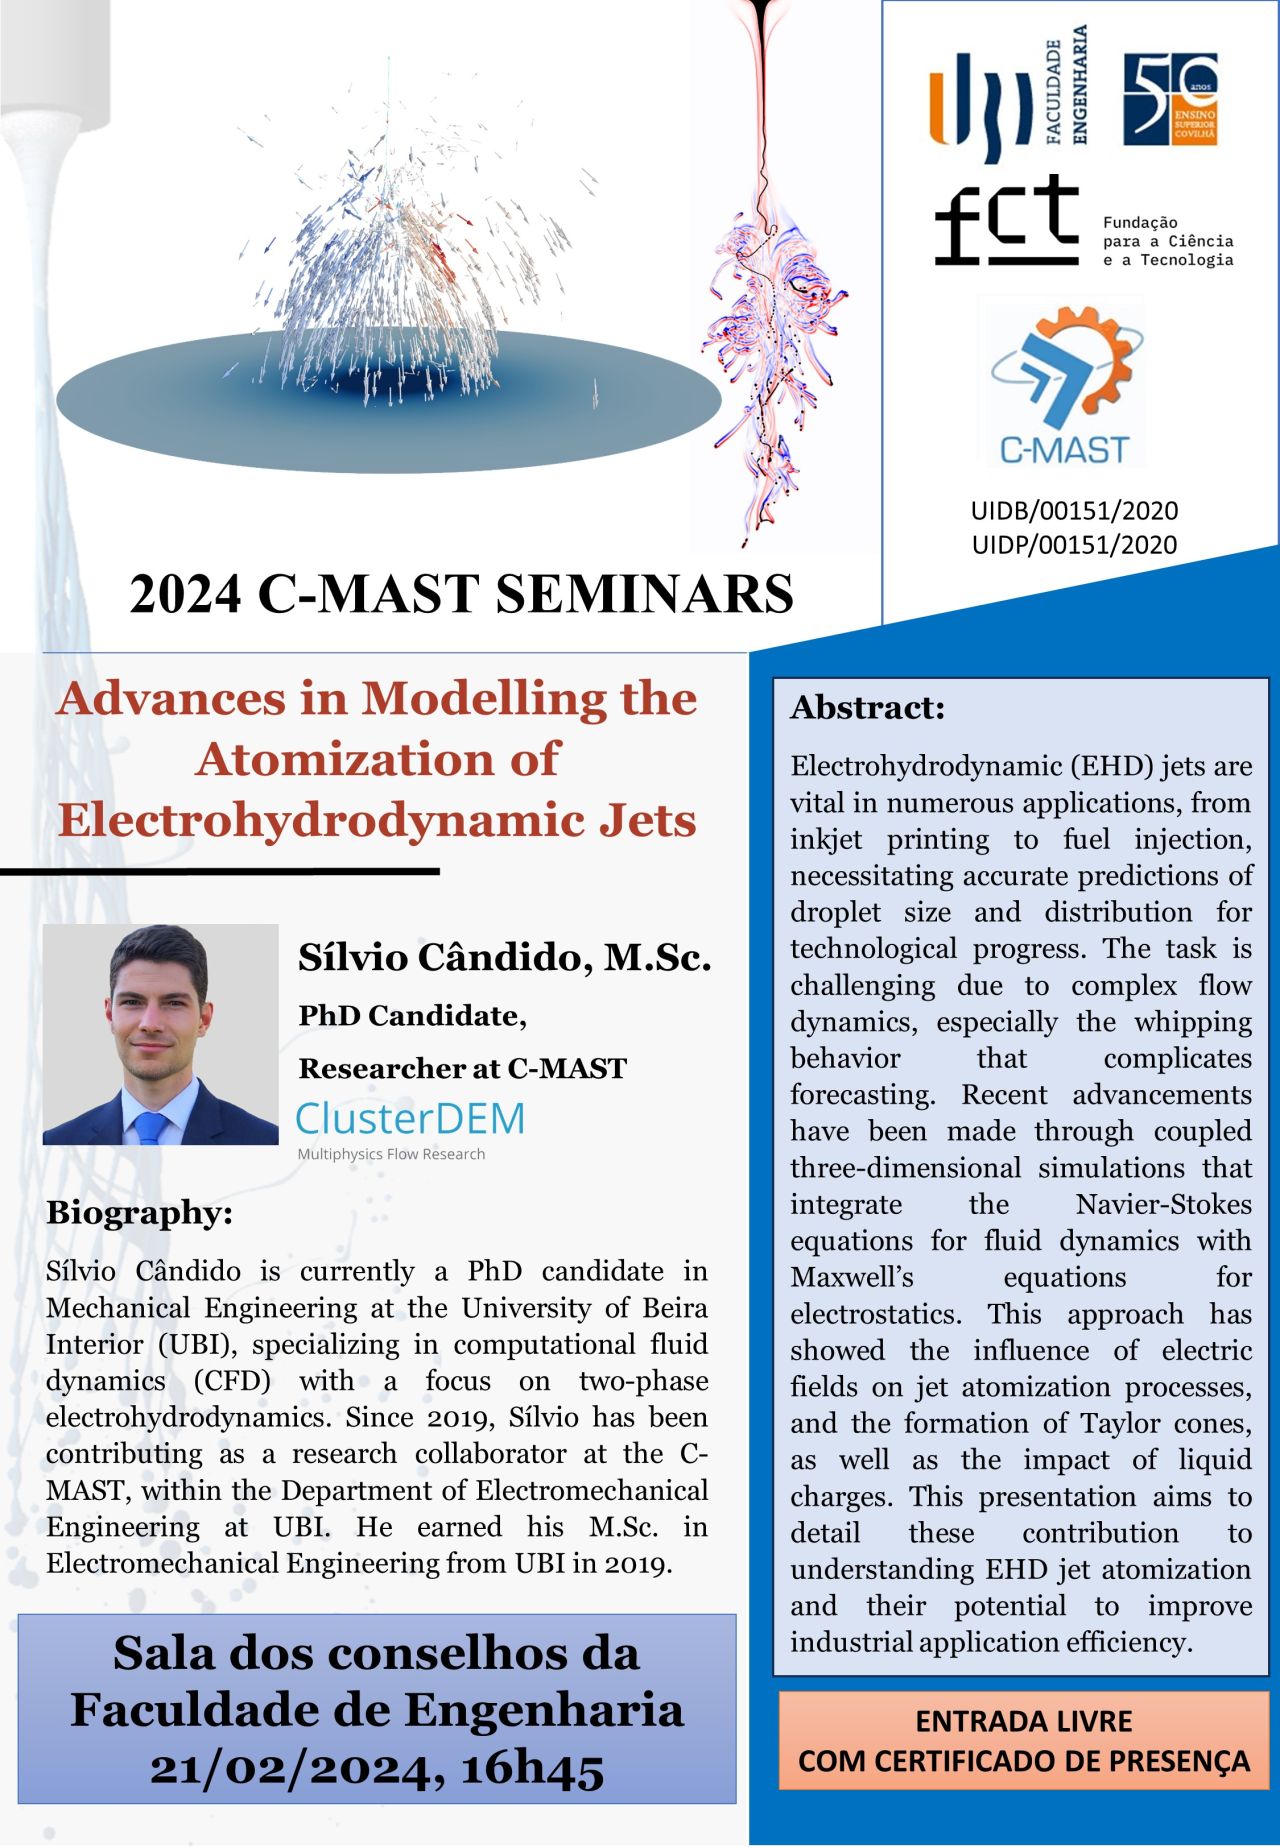 FACULDADE
ENGENHARIA
50
anos
ENSINO
SUPERIOR
COVILHÃ
fct
Fundação
para a Ciência
e a Tecnologia
C-MAST
UIDB/00151/2020
UIDP/00151/2020
2024 C-MAST SEMINARS
Advances in Modelling the
Atomization of
Electrohydrodynamic Jets
Sílvio Cândido, M.Sc.
PhD Candidate,
Researcher at C-MAST
ClusterDEM
Multiphysics Flow Research
Biography:
Sílvio Cândido is currently a PhD candidate in
Mechanical Engineering at the University of Beira
Interior (UBI), specializing in computational fluid
dynamics (CFD) with a focus on two-phase
electrohydrodynamics. Since 2019, Sílvio has been
contributing as a research collaborator at the C-
MAST, within the Department of Electromechanical
Engineering at UBI. He earned his M.Sc. in
Electromechanical Engineering from UBI in 2019.
Sala dos conselhos da
Faculdade de Engenharia
21/02/2024, 16h45
Abstract:
Electrohydrodynamic (EHD) jets are
vital in numerous applications, from
inkjet printing to fuel injection,
necessitating accurate predictions of
droplet size and distribution for
technological progress. The task is
challenging due to complex flow
dynamics, especially the whipping
behavior that complicates
forecasting. Recent advancements
have been made through coupled
three-dimensional simulations that
integrate the Navier-Stokes
equations for fluid dynamics with
Maxwell's equations for
electrostatics. This approach has
showed the influence of electric
fields on jet atomization processes,
and the formation of Taylor cones,
as well as the impact of liquid
charges. This presentation aims to
detail these contribution to
understanding EHD jet atomization
and their potential to improve
industrial application efficiency.
ENTRADA LIVRE
COM CERTIFICADO DE PRESENÇA